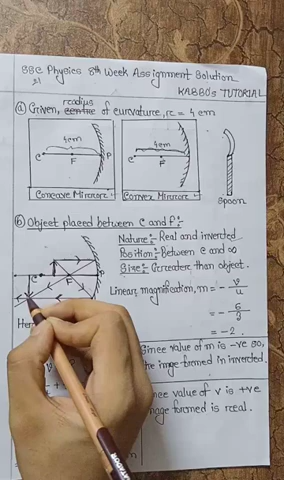 SSC Physics 8th Week Assignment Solution
KABBO's TUTORIAL
radius
ⓐ Given, centre of curvature, r = 4 cm
4cm 4cm
C F P C F
Concave Mirror Convex Mirror Spoon
ⓑ Object placed between C and F:
Nature:- Real and inverted
Position:- Between C and ∞
Size:- Greater than object.
C F P
Linear magnification, m = - v/u
= - 6/3
= -2.
Since value of m is -ve so,
image formed is inverted.
value of v is +ve
image formed is real.